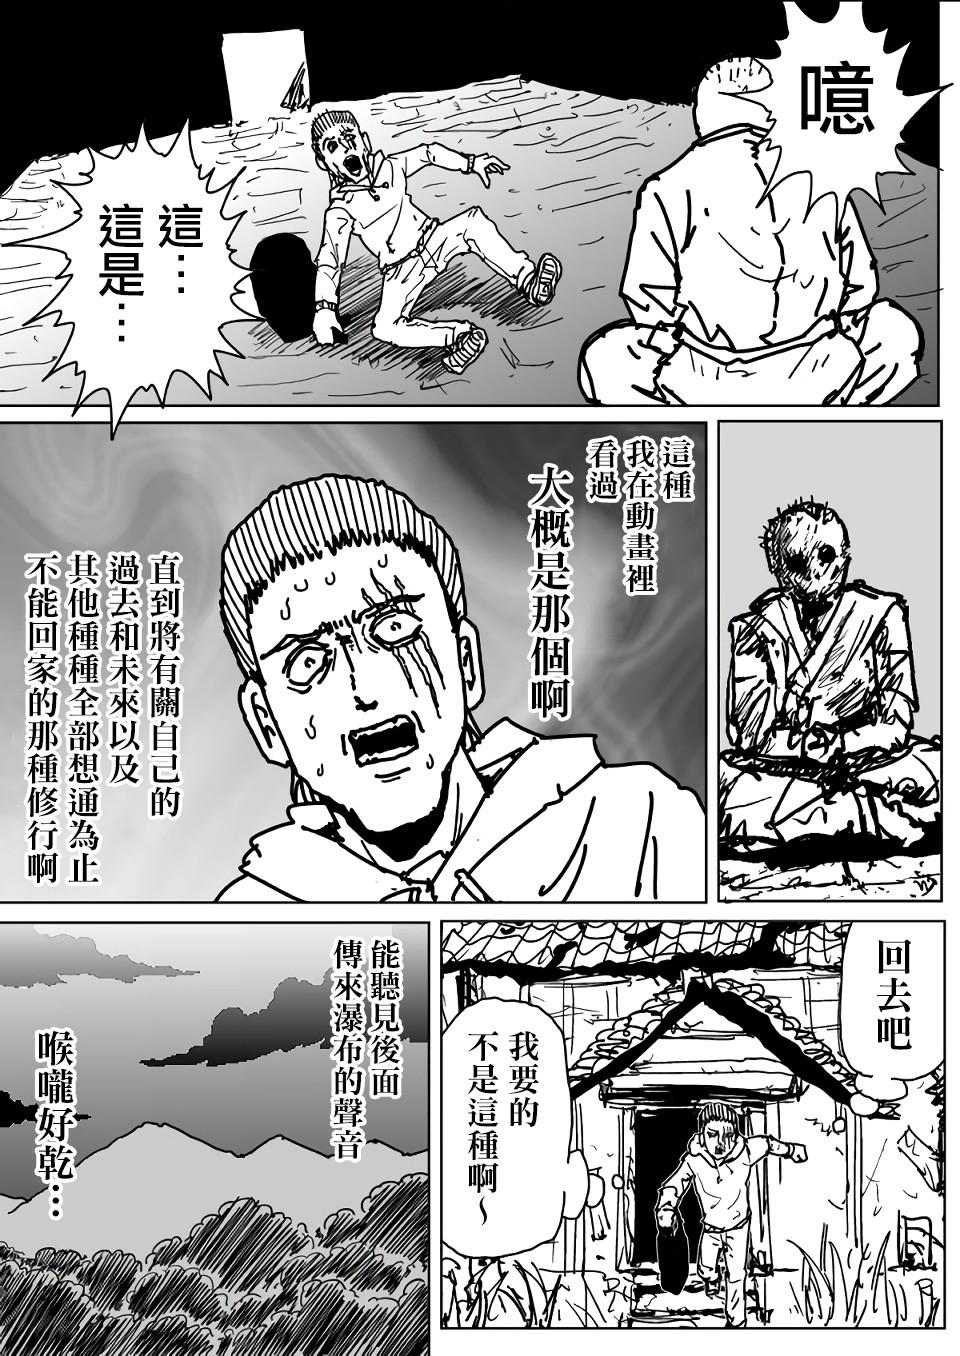 噫
這…
這是…
這種
我在動畫裡
看過
大概是那個啊
直到將有關自己的
過去和未來以及
其他種種全部想通為止
不能回家的那種修行啊
回去吧
我要的
不是這種啊～
能聽見後面
傳來瀑布的聲音
喉嚨好乾…